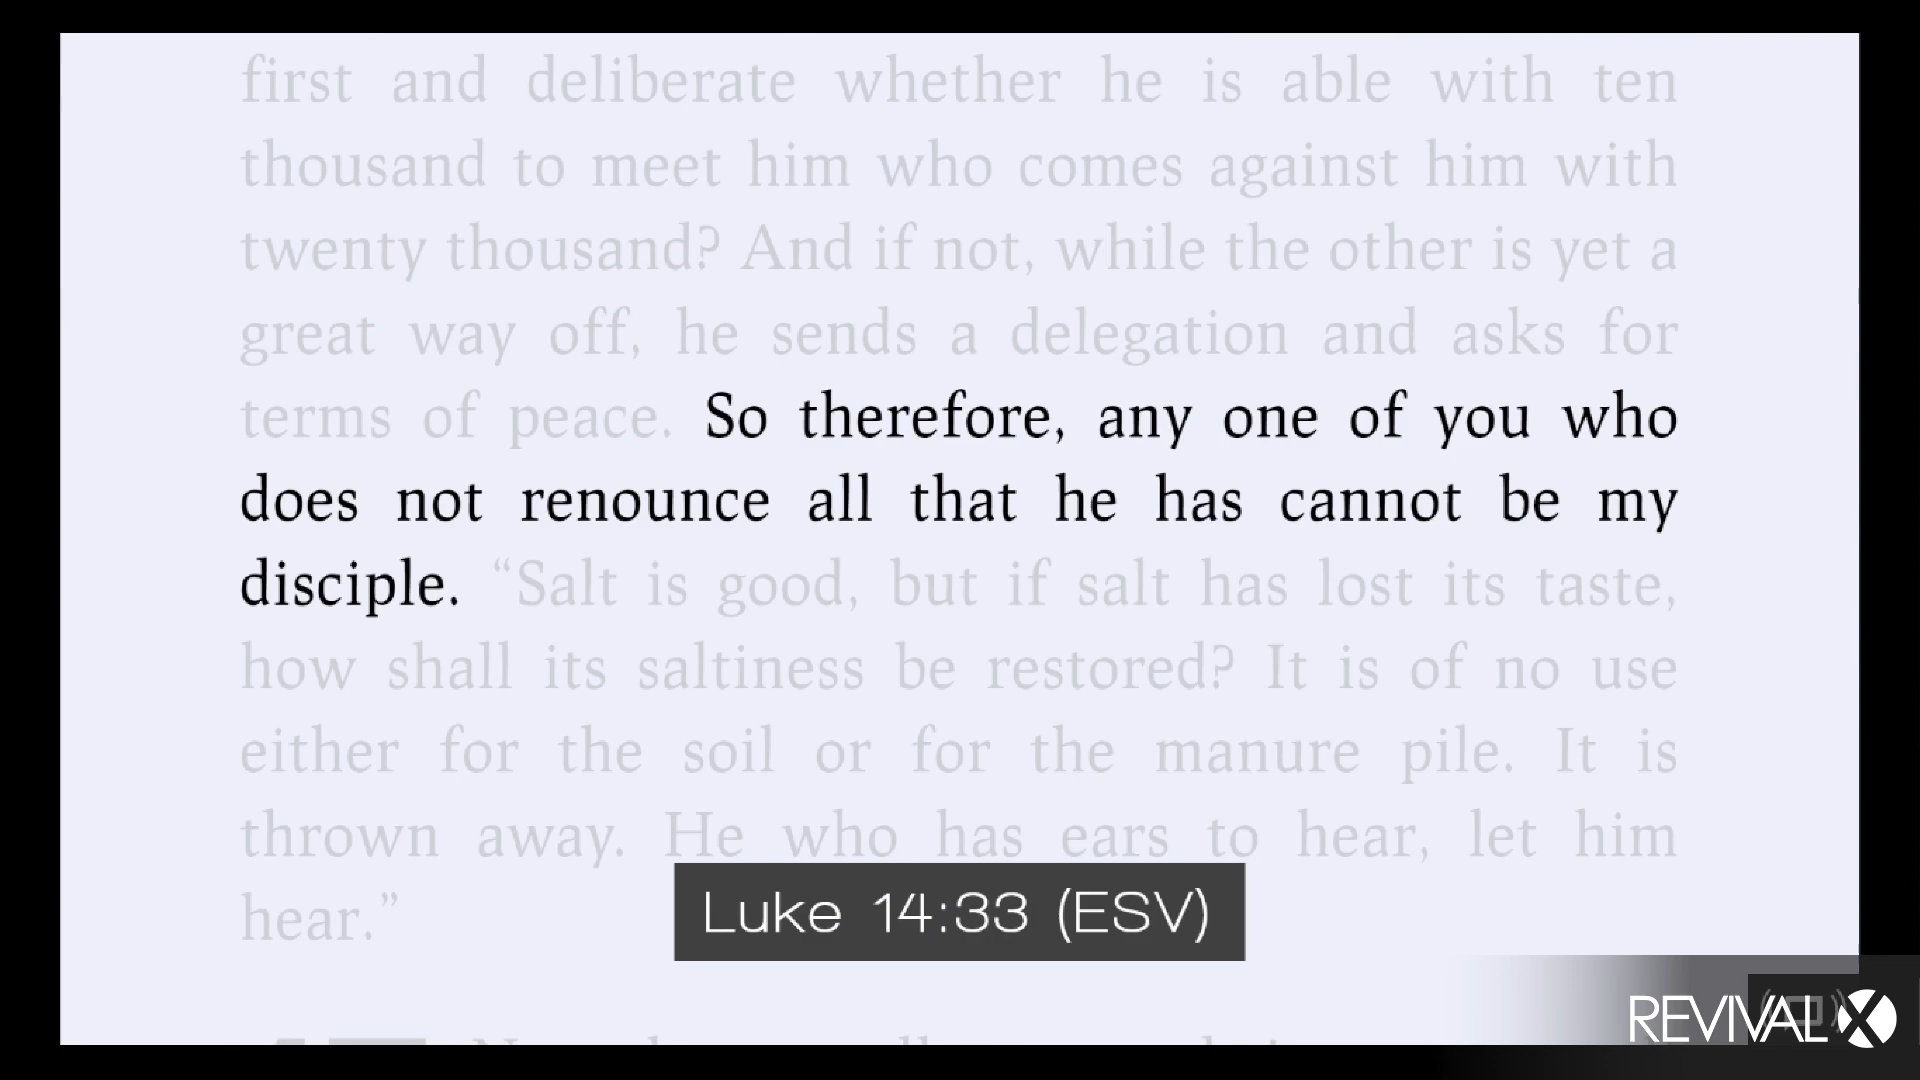 first and deliberate whether he is able with ten
thousand to meet him who comes against him with
twenty thousand? And if not, while the other is yet a
great way off, he sends a delegation and asks for
terms of peace. So therefore, any one of you who
does not renounce all that he has cannot be my
disciple. “Salt is good, but if salt has lost its taste,
how shall its saltiness be restored? It is of no use
either for the soil or for the manure pile. It is
thrown away. He who has ears to hear, let him
hear.”
Luke 14:33 (ESV)
REVIVALX